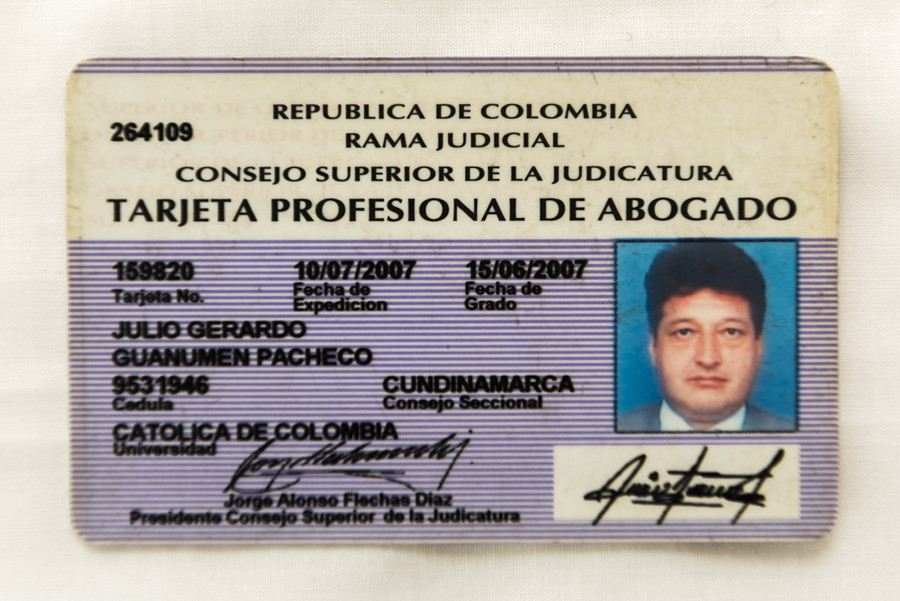 REPUBLICA DE COLOMBIA
264109
RAMA JUDICIAL
CONSEJO SUPERIOR DE LA JUDICATURA
TARJETA PROFESIONAL DE ABOGADO
159820 10/07/2007 15/06/2007
Tarjeta No. Fecha de Expedicion Fecha de Grado
JULIO GERARDO
GUANUMEN PACHECO
9531946 CUNDINAMARCA
Cedula Consejo Seccional
CATOLICA DE COLOMBIA
Universidad
Jorge Alonso Flechas Diaz
Presidente Consejo Superior de la Judicatura